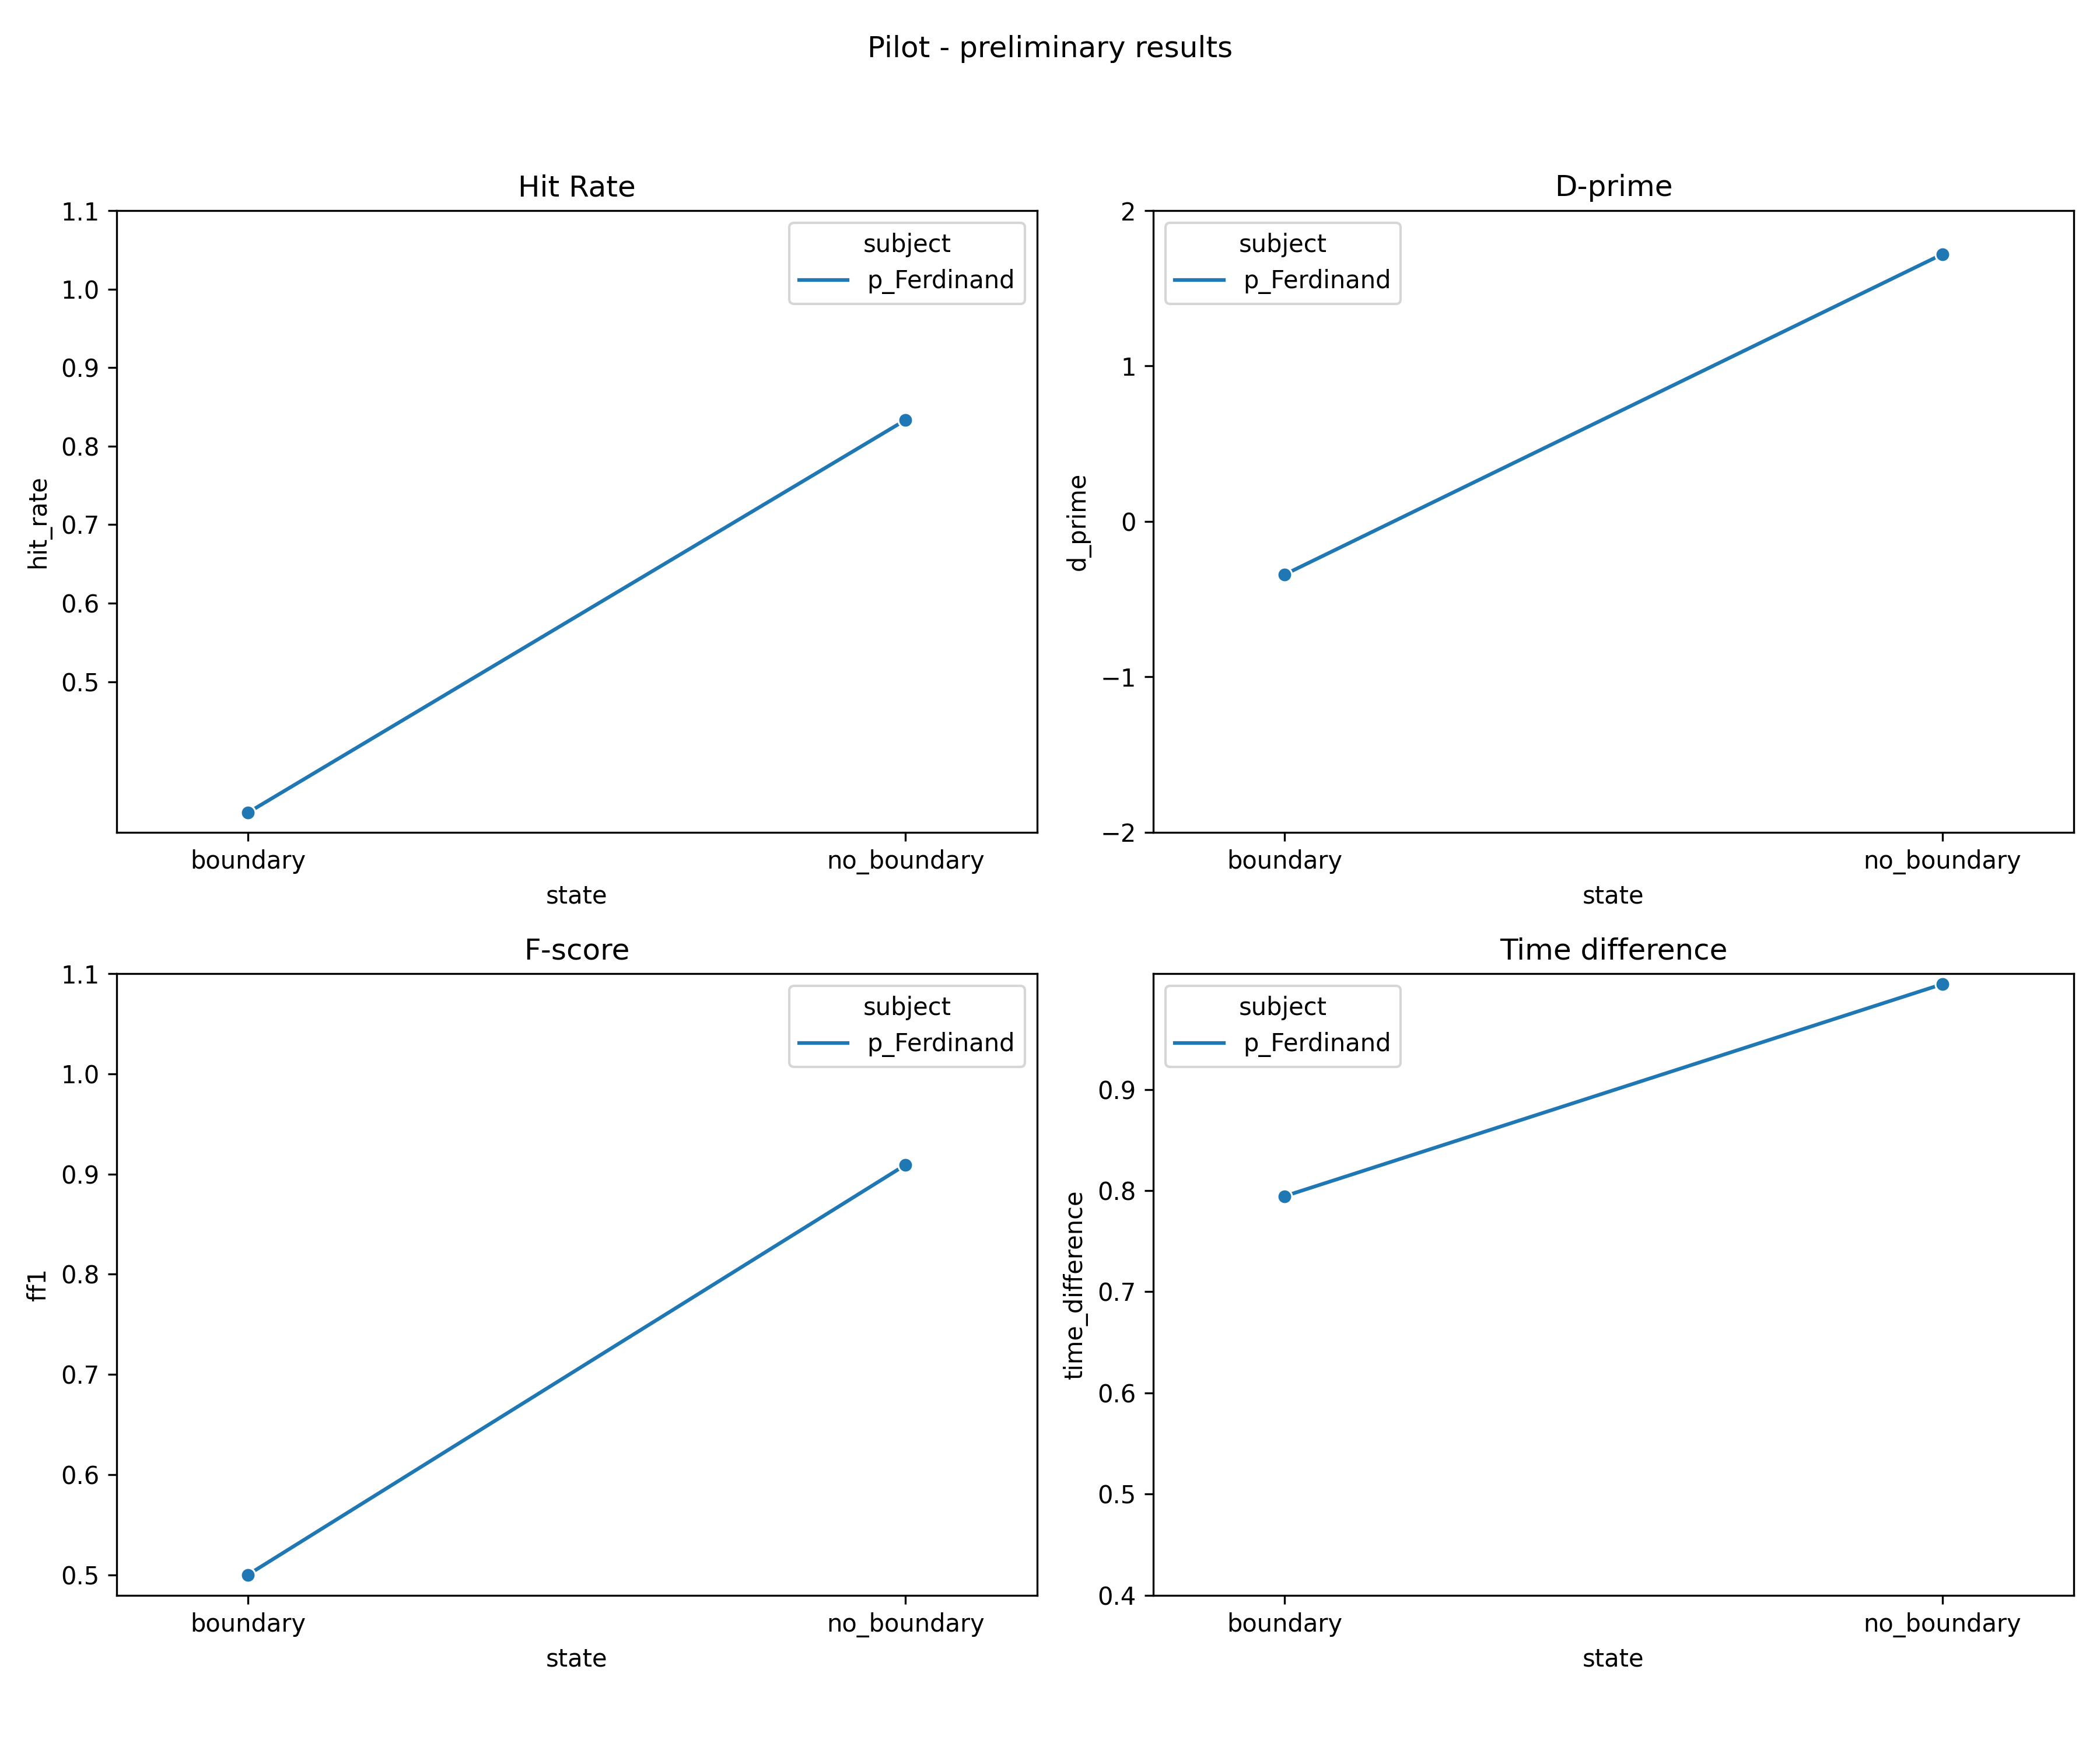 Pilot - preliminary results
Hit Rate
1.1
1.0
0.9
0.8
0.7
0.6
0.5
hit_rate
subject
p_Ferdinand
boundary
no_boundary
state
D-prime
2
1
0
−1
−2
d_prime
subject
p_Ferdinand
boundary
no_boundary
state
F-score
1.1
1.0
0.9
0.8
0.7
0.6
0.5
ff1
subject
p_Ferdinand
boundary
no_boundary
state
Time difference
0.9
0.8
0.7
0.6
0.5
0.4
time_difference
subject
p_Ferdinand
boundary
no_boundary
state